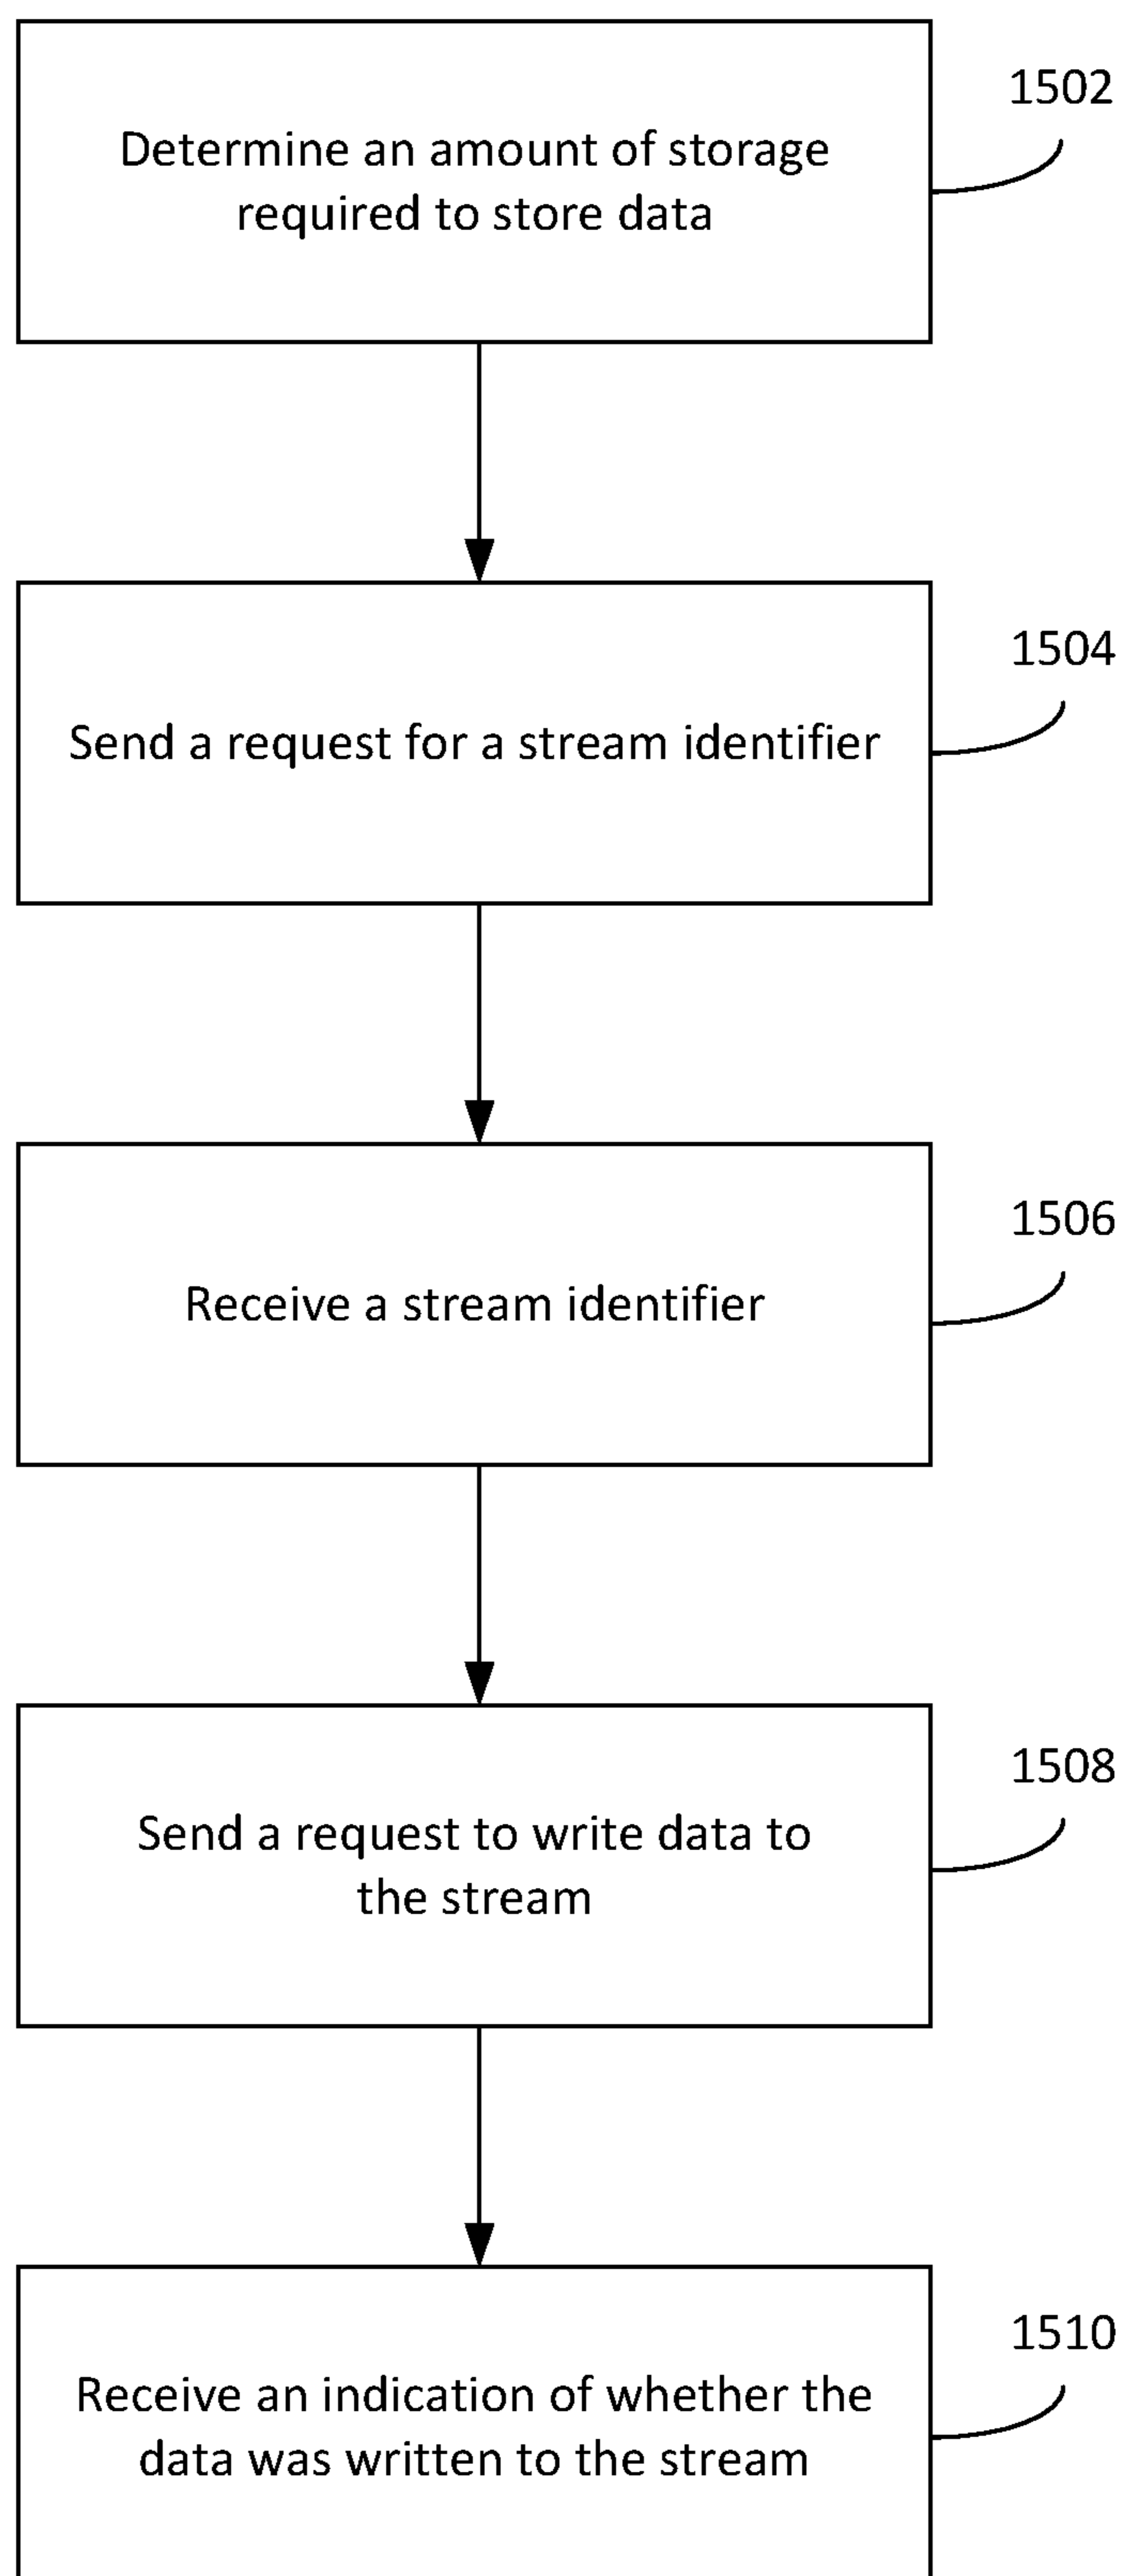 1502
Determine an amount of storage
required to store data
1504
Send a request for a stream identifier
1506
Receive a stream identifier
1508
Send a request to write data to
the stream
1510
Receive an indication of whether the
data was written to the stream